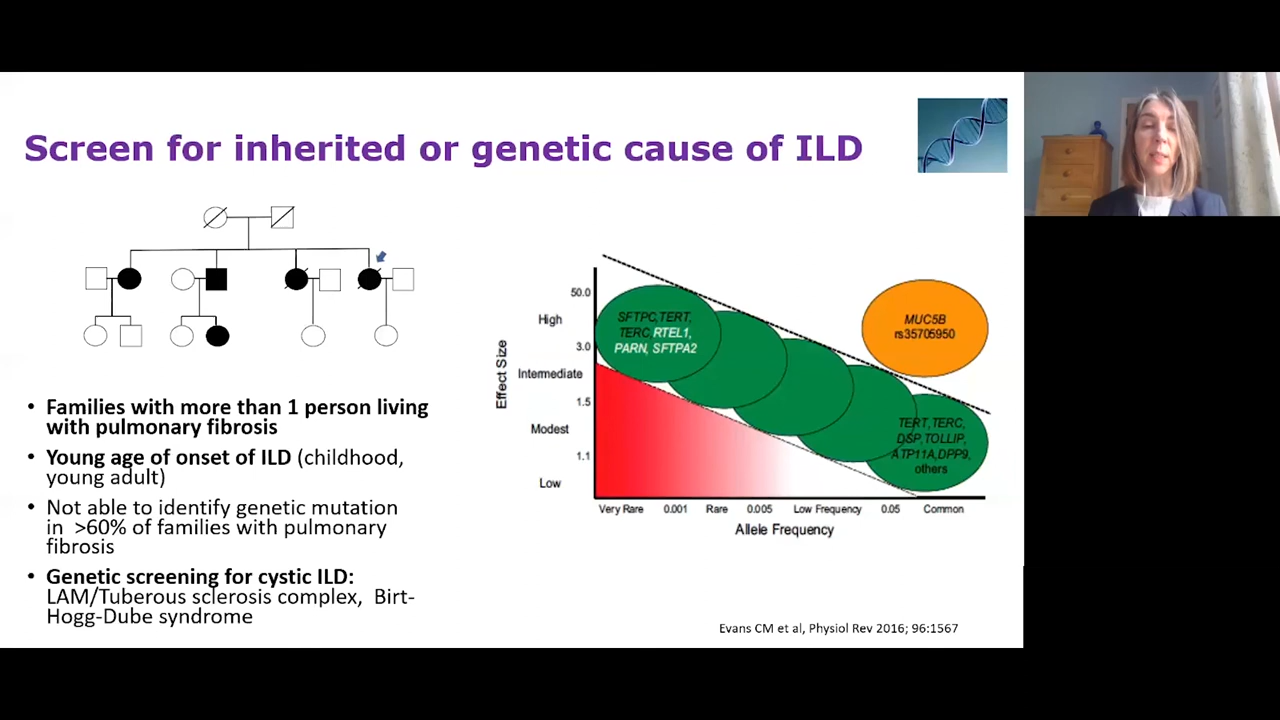 Screen for inherited or genetic cause of ILD
• Families with more than 1 person living
with pulmonary fibrosis
• Young age of onset of ILD (childhood,
young adult)
• Not able to identify genetic mutation
in >60% of families with pulmonary
fibrosis
• Genetic screening for cystic ILD:
LAM/Tuberous sclerosis complex, Birt-
Hogg-Dube syndrome
Effect Size
50.0
High
3.0
Intermediate
1.5
Modest
1.1
Low
SFTPC,TERT,
TERC RTEL1,
PARN, SFTPA2
MUC5B
rs35705950
TERT,TERC,
DSP,TOLLIP,
ATP11A,DPP9,
others
Very Rare 0.001 Rare 0.005 Low Frequency 0.05 Common
Allele Frequency
Evans CM et al, Physiol Rev 2016; 96:1567